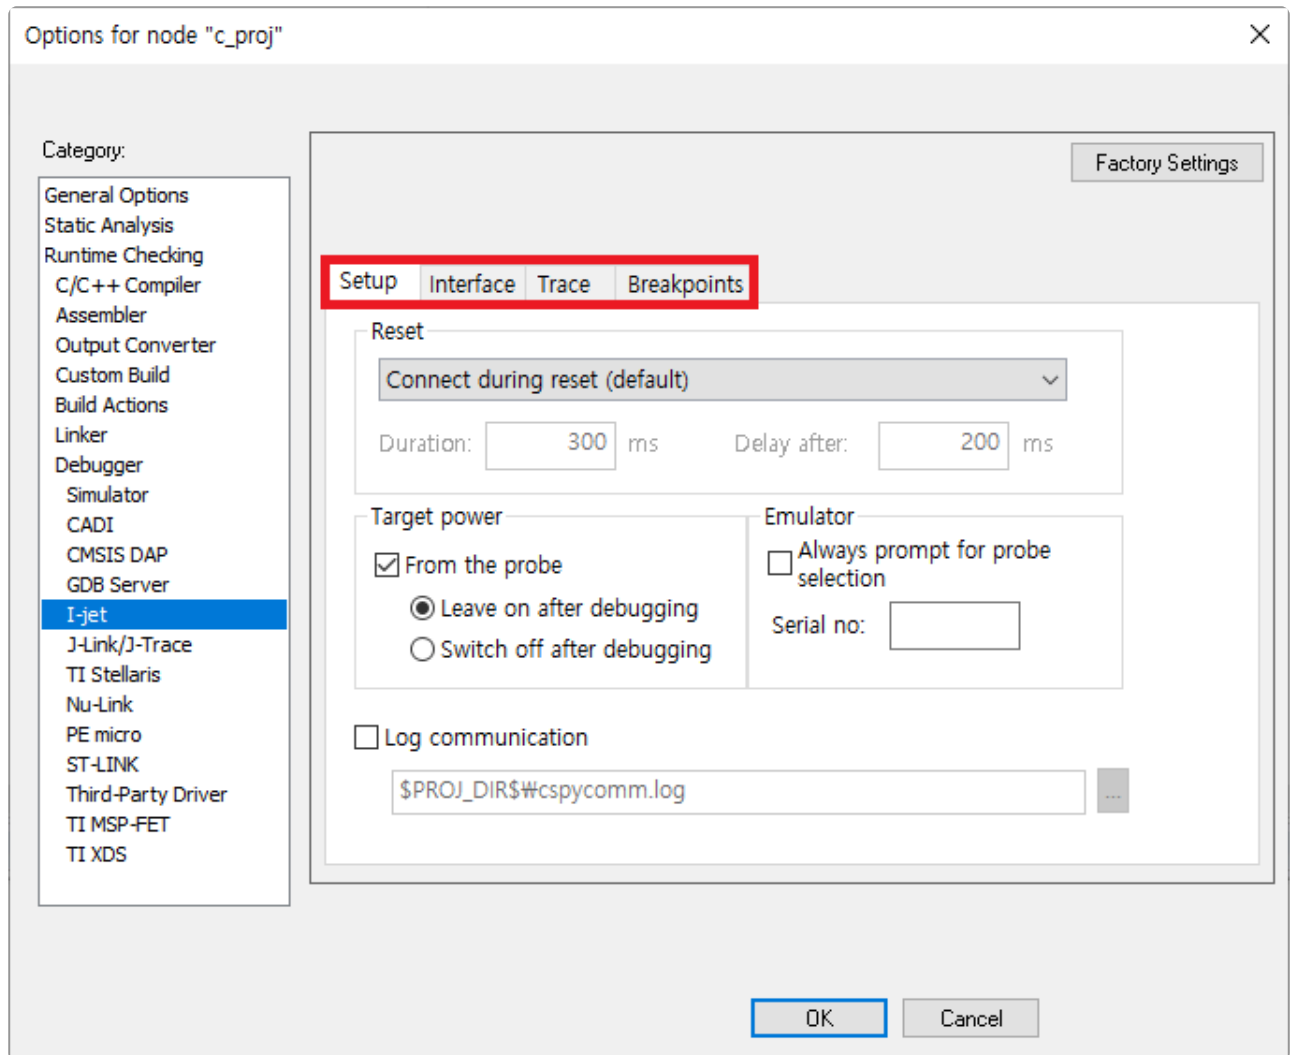 Options for node "c_proj"
Category:
General Options
Static Analysis
Runtime Checking
C/C++ Compiler
Assembler
Output Converter
Custom Build
Build Actions
Linker
Debugger
Simulator
CADI
CMSIS DAP
GDB Server
I-jet
J-Link/J-Trace
TI Stellaris
Nu-Link
PE micro
ST-LINK
Third-Party Driver
TI MSP-FET
TI XDS
Factory Settings
Setup Interface Trace Breakpoints
Reset
Connect during reset (default)
Duration: 300 ms Delay after: 200 ms
Target power
From the probe
Leave on after debugging
Switch off after debugging
Emulator
Always prompt for probe
selection
Serial no:
Log communication
$PROJ_DIR$₩cspycomm.log
...
OK Cancel